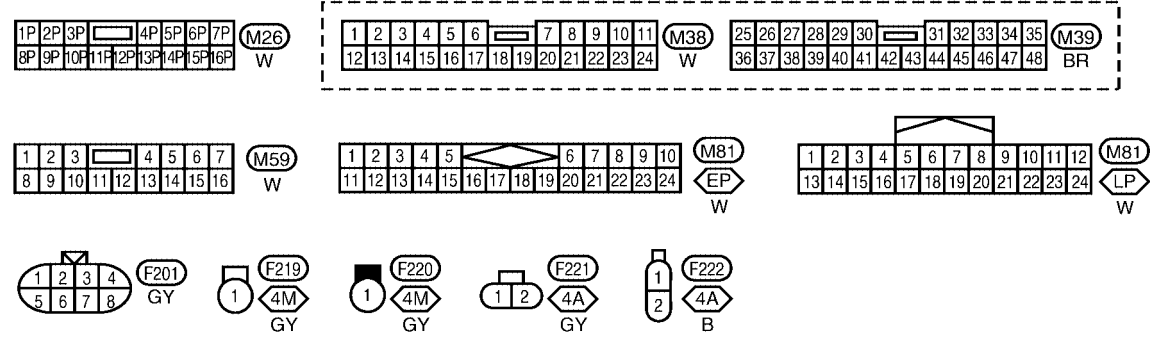 1P 2P 3P 4P 5P 6P 7P M26
8P 9P 10P 11P 12P 13P 14P 15P 16P W
1 2 3 4 5 6 7 8 9 10 11 M38
12 13 14 15 16 17 18 19 20 21 22 23 24 W
25 26 27 28 29 30 31 32 33 34 35 M39
36 37 38 39 40 41 42 43 44 45 46 47 48 BR
1 2 3 4 5 6 7 M59
8 9 10 11 12 13 14 15 16 W
1 2 3 4 5 6 7 8 9 10 M81
11 12 13 14 15 16 17 18 19 20 21 22 23 24 EP
W
1 2 3 4 5 6 7 8 9 10 11 12 M81
13 14 15 16 17 18 19 20 21 22 23 24 LP
W
1 2 3 4 F201
5 6 7 8 GY
F219
1 4M
GY
F220
1 4M
GY
F221
1 2 4A
GY
1 F222
2 4A
B